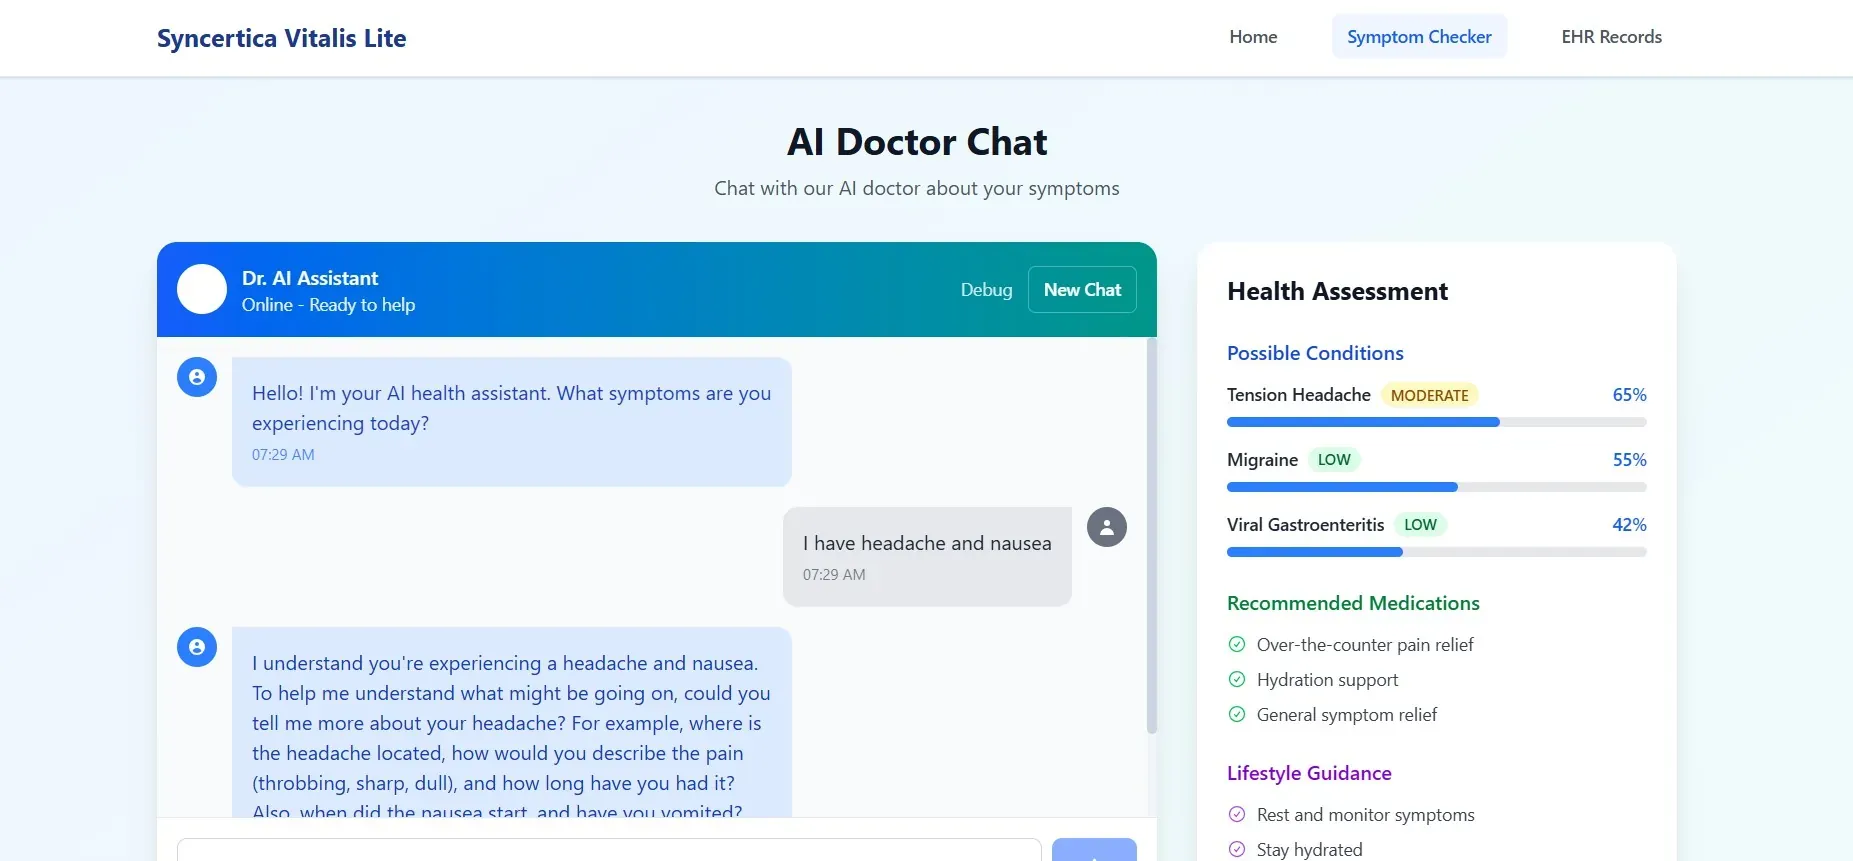 Syncertica Vitalis Lite
Home
Symptom Checker
EHR Records
AI Doctor Chat
Chat with our AI doctor about your symptoms
Dr. AI Assistant
Online - Ready to help
Debug
New Chat
Hello! I'm your AI health assistant. What symptoms are you
experiencing today?
07:29 AM
I have headache and nausea
07:29 AM
I understand you're experiencing a headache and nausea.
To help me understand what might be going on, could you
tell me more about your headache? For example, where is
the headache located, how would you describe the pain
(throbbing, sharp, dull), and how long have you had it?
Also, when did the nausea start, and have you vomited?
Health Assessment
Possible Conditions
Tension Headache MODERATE 65%
Migraine LOW 55%
Viral Gastroenteritis LOW 42%
Recommended Medications
Over-the-counter pain relief
Hydration support
General symptom relief
Lifestyle Guidance
Rest and monitor symptoms
Stay hydrated